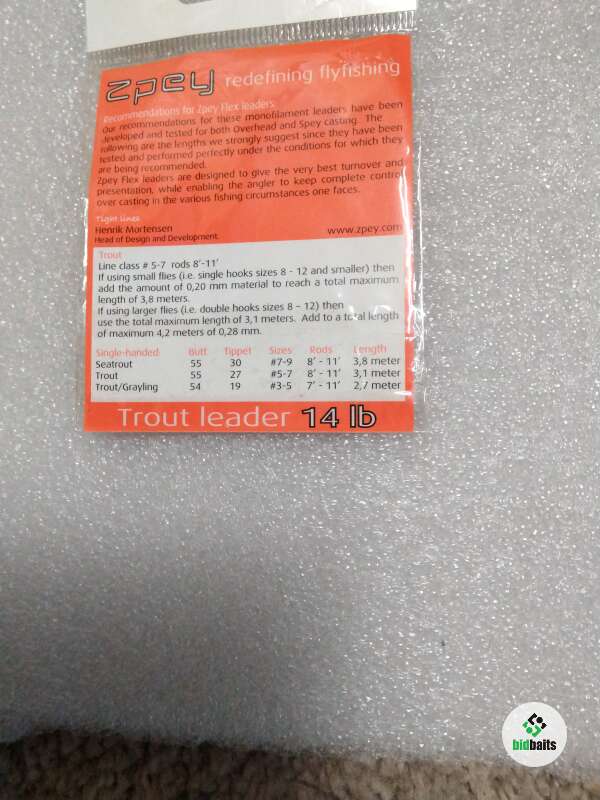 zpey redefining flyfishing
Recommendations for Zpey Flex leaders:
Our recommendations for these monofilament leaders have been
developed and tested for both Overhead and Spey casting. The
following are the lengths we strongly suggest since they have been
tested and performed perfectly under the conditions for which they
are being recommended.
Zpey Flex leaders are designed to give the very best turnover and
presentation, while enabling the angler to keep complete control
over casting in the various fishing circumstances one faces.
Tight lines
Henrik Mortensen www.zpey.com
Head of Design and Development
Trout
Line class # 5-7 rods 8'-11'
If using small flies (i.e. single hooks sizes 8 - 12 and smaller) then
add the amount of 0,20 mm material to reach a total maximum
length of 3,8 meters.
If using larger flies (i.e. double hooks sizes 8 – 12) then
use the total maximum length of 3,1 meters. Add to a total length
of maximum 4,2 meters of 0,28 mm.
Single-handed: Butt Tippet Sizes Rods Length
Seatrout 55 30 #7-9 8' - 11' 3,8 meter
Trout 55 27 #5-7 8' - 11' 3,1 meter
Trout/Grayling 54 19 #3-5 7' - 11' 2,7 meter
Trout leader 14 lb
bidbaits